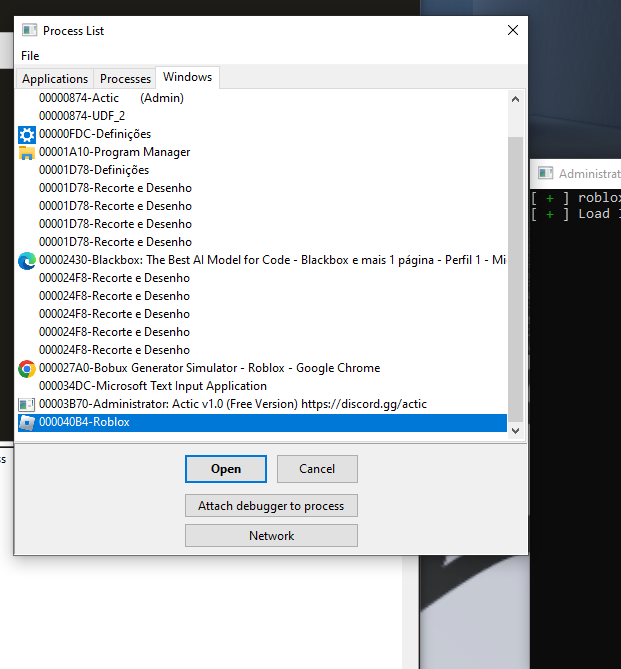 Process List
File
Applications
Processes
Windows
00000874-Actic (Admin)
00000874-UDF_2
00000FDC-Definições
00001A10-Program Manager
00001D78-Definições
00001D78-Recorte e Desenho
00001D78-Recorte e Desenho
00001D78-Recorte e Desenho
00001D78-Recorte e Desenho
00002430-Blackbox: The Best AI Model for Code - Blackbox e mais 1 página - Perfil 1 - Mi
000024F8-Recorte e Desenho
000024F8-Recorte e Desenho
000024F8-Recorte e Desenho
000024F8-Recorte e Desenho
000024F8-Recorte e Desenho
000027A0-Bobux Generator Simulator - Roblox - Google Chrome
000034DC-Microsoft Text Input Application
00003B70-Administrator: Actic v1.0 (Free Version) https://discord.gg/actic
000040B4-Roblox
Open
Cancel
Attach debugger to process
Network
Administrat
[ + ] roblox
[ + ] Load